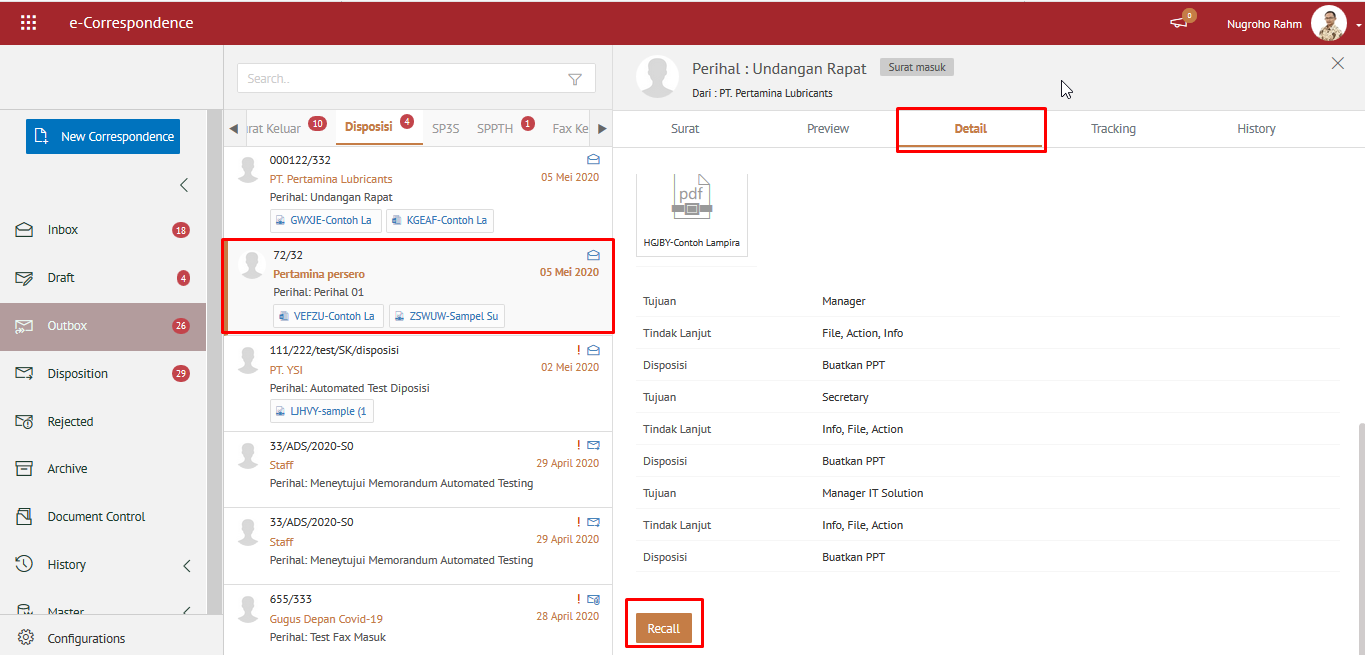 e-Correspondence
0
Nugroho Rahm
New Correspondence
Inbox
18
Draft
4
Outbox
26
Disposition
29
Rejected
Archive
Document Control
History
Master
Configurations
Search..
rat Keluar 10
Disposisi 4
SP3S
SPPTH 1
Fax Ke
000122/332
PT. Pertamina Lubricants
05 Mei 2020
Perihal: Undangan Rapat
GWXJE-Contoh La
KGEAF-Contoh La
72/32
Pertamina persero
05 Mei 2020
Perihal: Perihal 01
VEFZU-Contoh La
ZSWUW-Sampel Su
111/222/test/SK/disposisi
!
PT. YSI
02 Mei 2020
Perihal: Automated Test Diposisi
LJHVY-sample (1
33/ADS/2020-S0
!
Staff
29 April 2020
Perihal: Meneytujui Memorandum Automated Testing
33/ADS/2020-S0
!
Staff
29 April 2020
Perihal: Meneytujui Memorandum Automated Testing
655/333
!
Gugus Depan Covid-19
28 April 2020
Perihal: Test Fax Masuk
Perihal : Undangan Rapat
Surat masuk
Dari : PT. Pertamina Lubricants
Surat
Preview
Detail
Tracking
History
pdf
HGJBY-Contoh Lampira
Tujuan Manager
Tindak Lanjut File, Action, Info
Disposisi Buatkan PPT
Tujuan Secretary
Tindak Lanjut Info, File, Action
Disposisi Buatkan PPT
Tujuan Manager IT Solution
Tindak Lanjut Info, File, Action
Disposisi Buatkan PPT
Recall